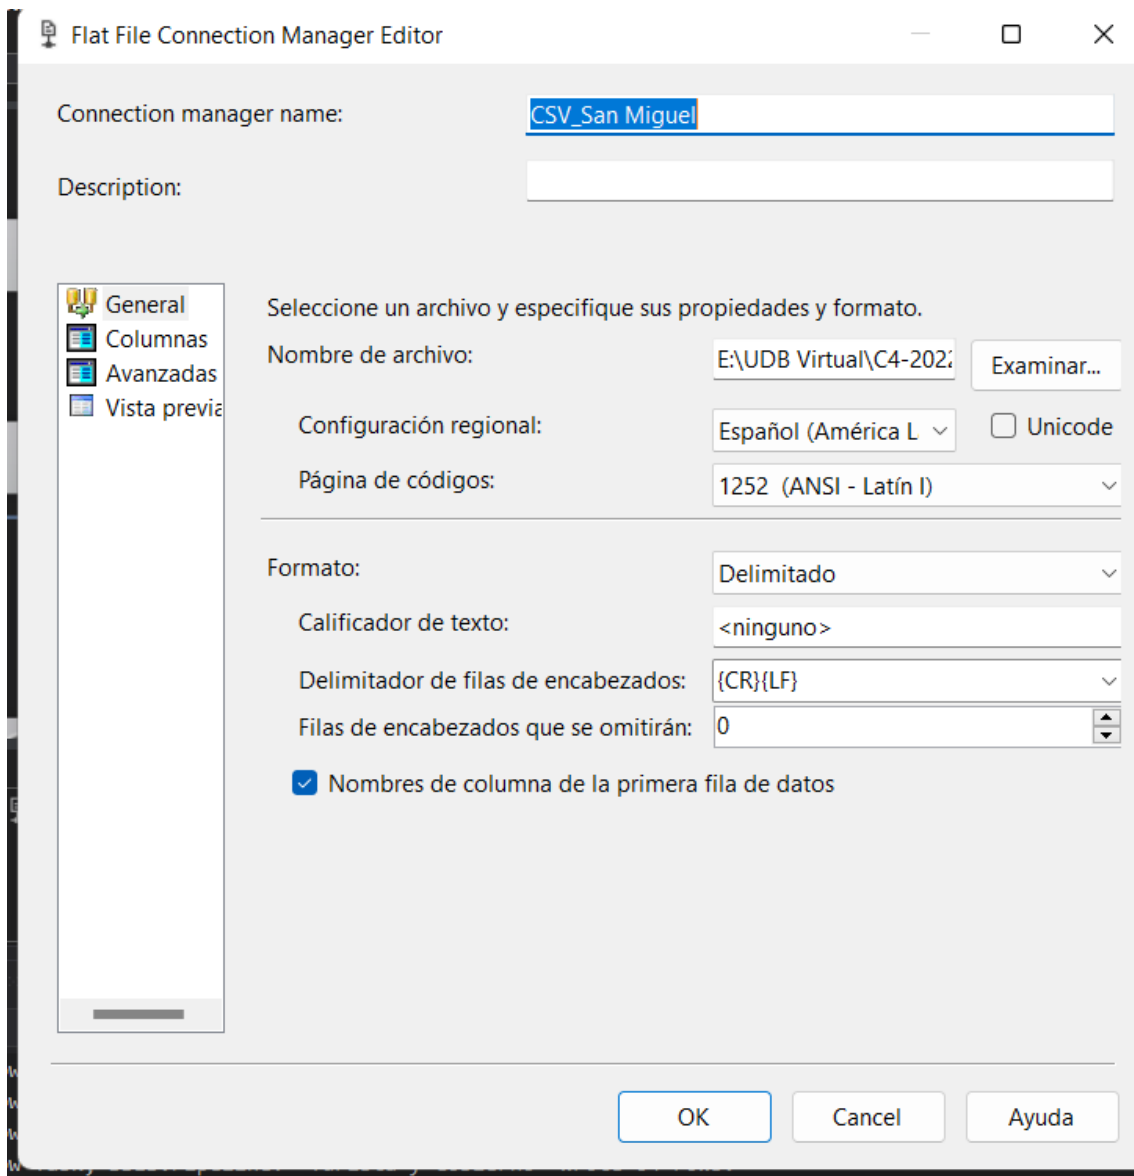 Flat File Connection Manager Editor
Connection manager name: CSV_San Miguel
Description:
General
Columnas
Avanzadas
Vista previa
Seleccione un archivo y especifique sus propiedades y formato.
Nombre de archivo: E:\UDB Virtual\C4-2022 Examinar...
Configuración regional: Español (América L Unicode
Página de códigos: 1252 (ANSI - Latín I)
Formato: Delimitado
Calificador de texto: <ninguno>
Delimitador de filas de encabezados: {CR}{LF}
Filas de encabezados que se omitirán: 0
Nombres de columna de la primera fila de datos
OK Cancel Ayuda